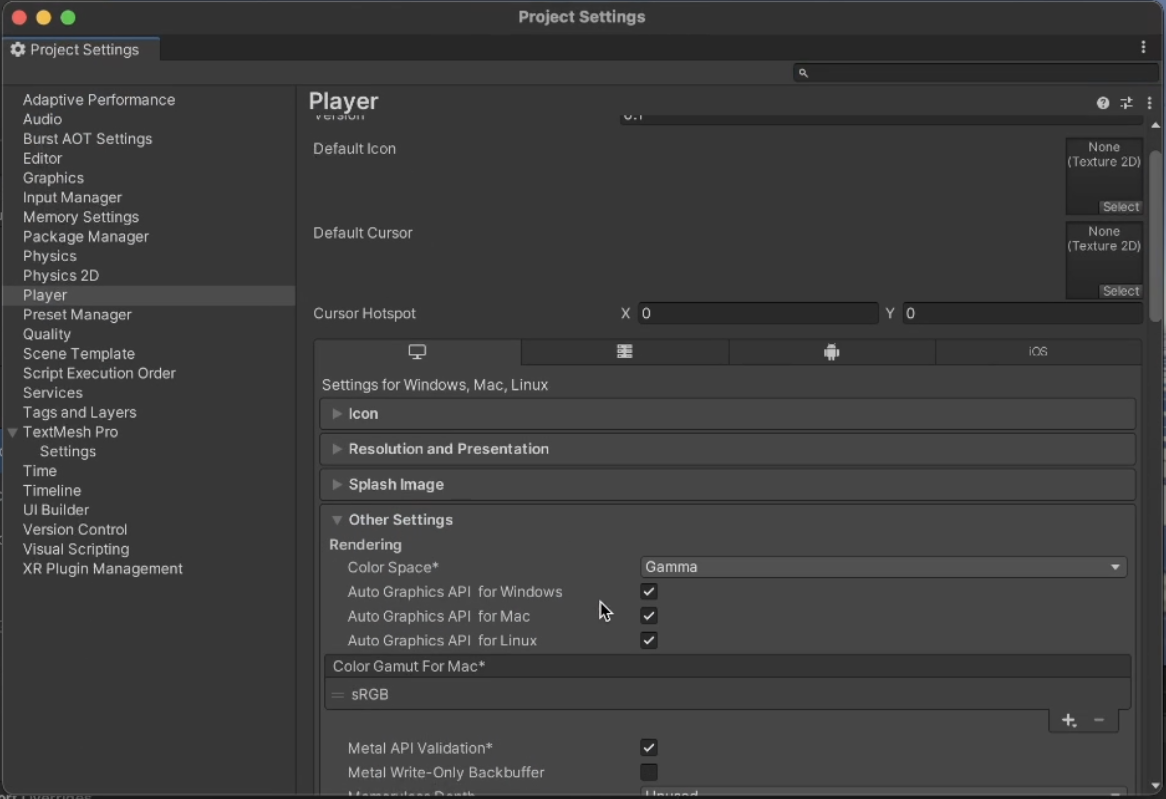 Project Settings
Project Settings
Adaptive Performance
Audio
Burst AOT Settings
Editor
Graphics
Input Manager
Memory Settings
Package Manager
Physics
Physics 2D
Player
Preset Manager
Quality
Scene Template
Script Execution Order
Services
Tags and Layers
TextMesh Pro
Settings
Time
Timeline
UI Builder
Version Control
Visual Scripting
XR Plugin Management
Player
Version 0.1
Default Icon
None
(Texture 2D)
Select
Default Cursor
None
(Texture 2D)
Select
Cursor Hotspot X 0 Y 0
iOS
Settings for Windows, Mac, Linux
Icon
Resolution and Presentation
Splash Image
Other Settings
Rendering
Color Space* Gamma
Auto Graphics API for Windows
Auto Graphics API for Mac
Auto Graphics API for Linux
Color Gamut For Mac*
sRGB
Metal API Validation*
Metal Write-Only Backbuffer
Memoryless Depth Unused